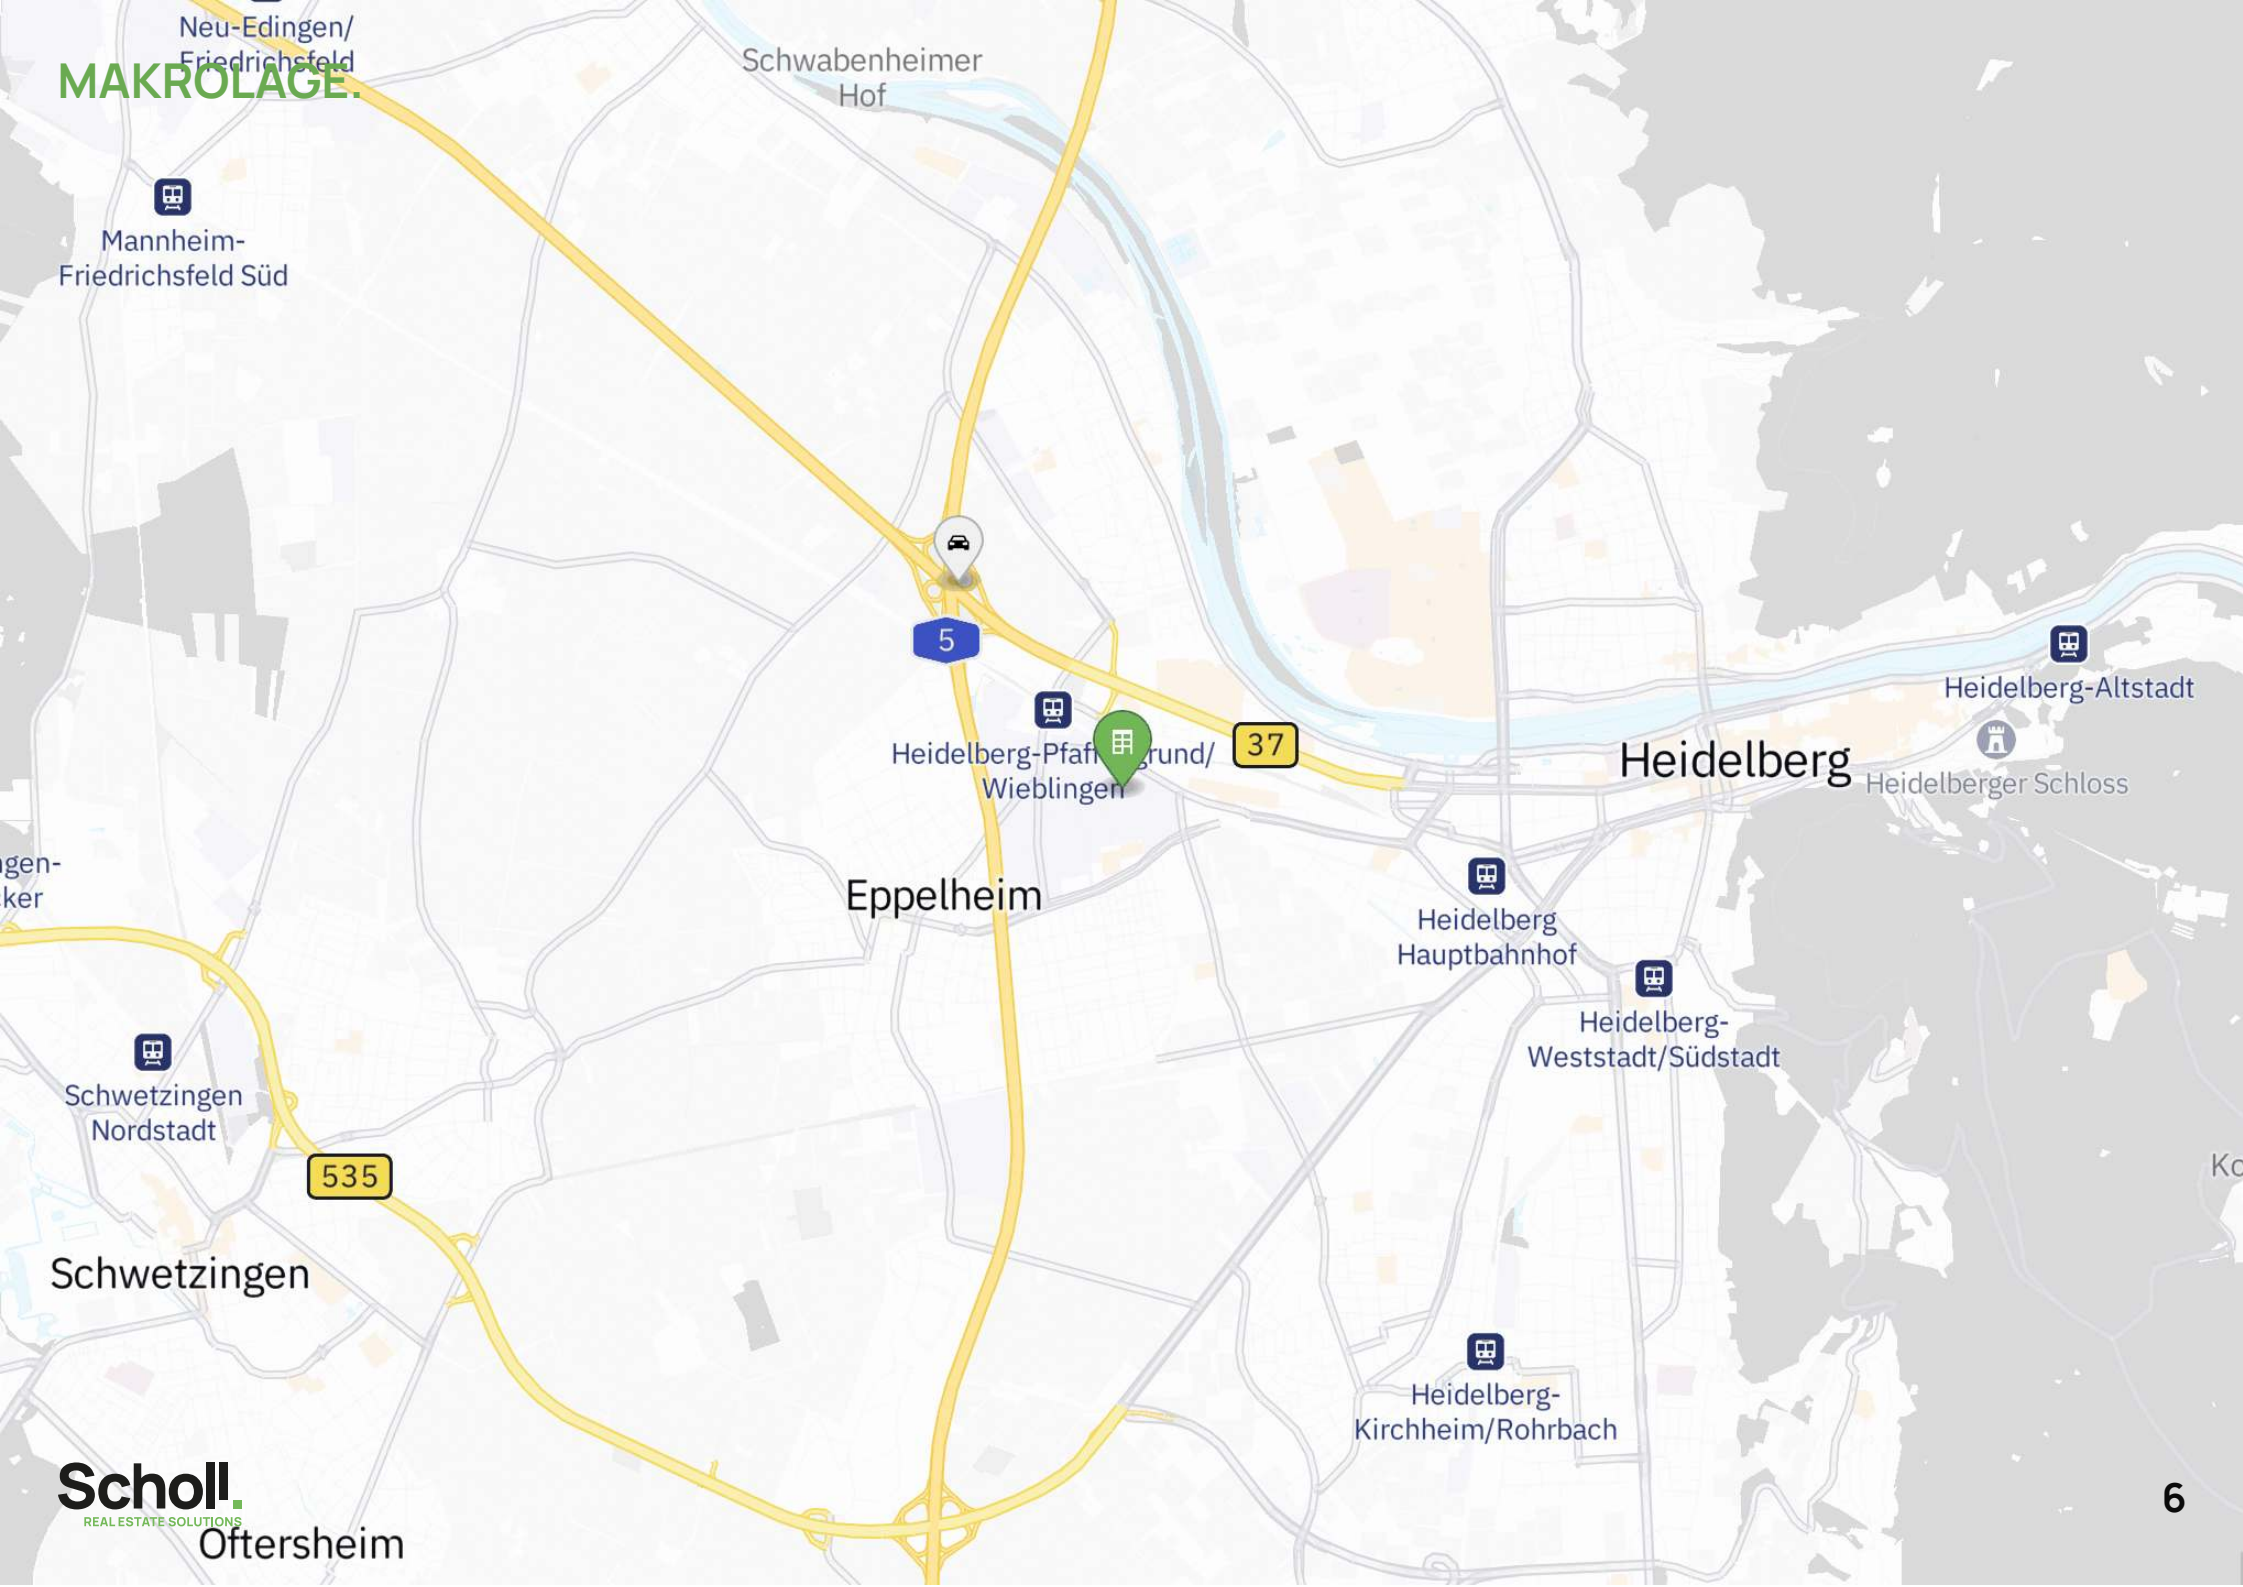 Neu-Edingen/
Friedrichsfeld
MAKROLAGE.
Schwabenheimer
Hof
Mannheim-
Friedrichsfeld Süd
5
Heidelberg-Altstadt
Heidelberg-Pfaff grund/
Wieblingen
37
Heidelberg
Heidelberger Schloss
Eppelheim
Heidelberg
Hauptbahnhof
Heidelberg-
Weststadt/Südstadt
Schwetzingen
Nordstadt
535
Schwetzingen
Heidelberg-
Kirchheim/Rohrbach
Scholl.
REAL ESTATE SOLUTIONS
Oftersheim
6